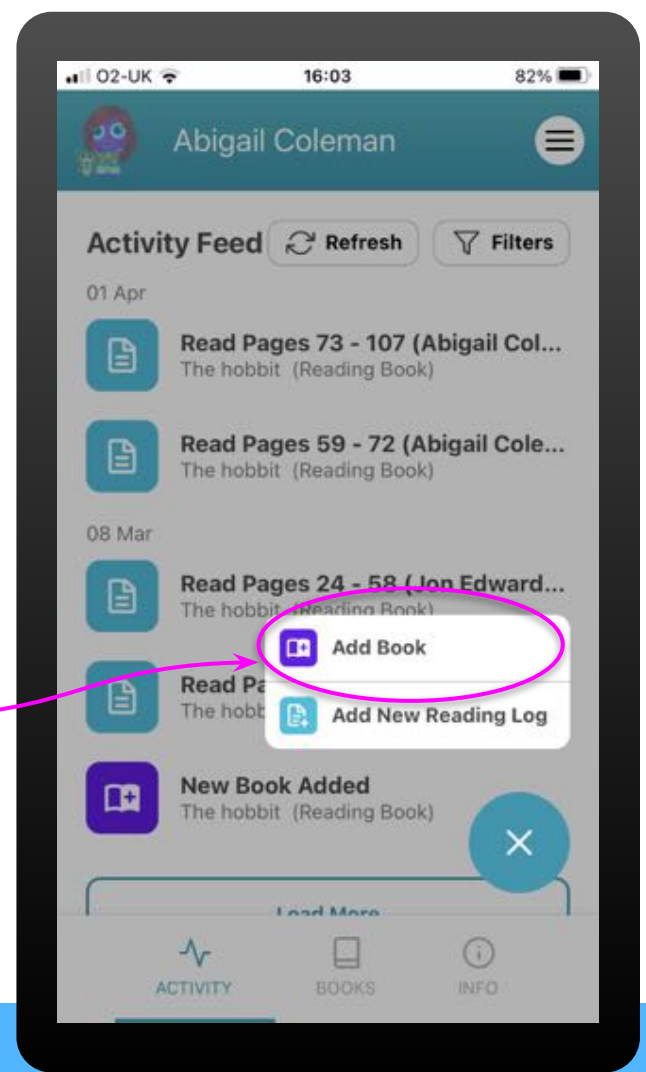 O2-UK 16:03 82%
Abigail Coleman
Activity Feed Refresh Filters
01 Apr
Read Pages 73 - 107 (Abigail Col...
The hobbit (Reading Book)
Read Pages 59 - 72 (Abigail Cole...
The hobbit (Reading Book)
08 Mar
Read Pages 24 - 58 (Jon Edward...
The hobbit (Reading Book)
Add Book
Read Pa
The hobb
Add New Reading Log
New Book Added
The hobbit (Reading Book)
Load More
ACTIVITY BOOKS INFO